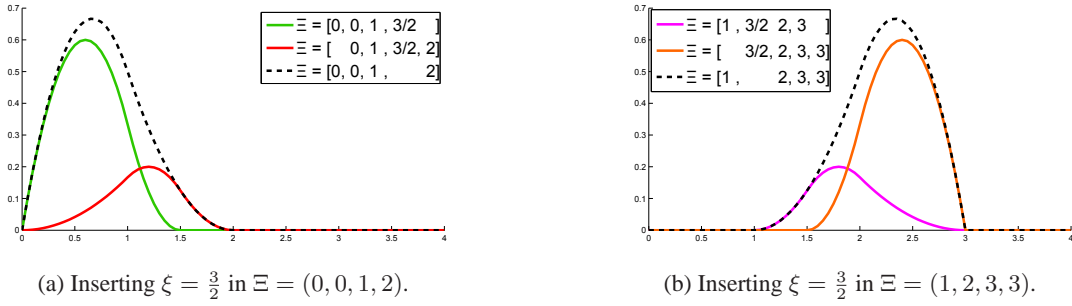 0.7
0.6
0.5
0.4
0.3
0.2
0.1
0
0 0.5 1 1.5 2 2.5 3 3.5 4
Ξ = [0, 0, 1 , 3/2 ]
Ξ = [ 0, 1 , 3/2, 2]
Ξ = [0, 0, 1 , 2]
(a) Inserting ξ = 3/2 in Ξ = (0, 0, 1, 2).
0.7
0.6
0.5
0.4
0.3
0.2
0.1
0
0 0.5 1 1.5 2 2.5 3 3.5 4
Ξ = [1 , 3/2 2, 3 ]
Ξ = [ 3/2, 2, 3, 3]
Ξ = [1 , 2, 3, 3]
(b) Inserting ξ = 3/2 in Ξ = (1, 2, 3, 3).